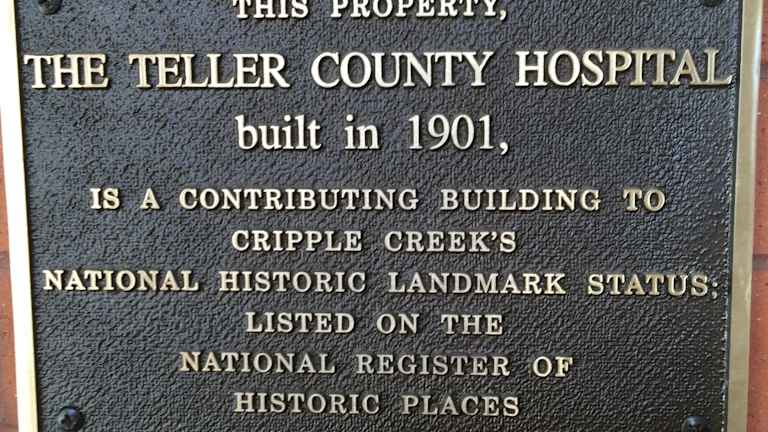 THIS PROPERTY,
THE TELLER COUNTY HOSPITAL
built in 1901,
IS A CONTRIBUTING BUILDING TO
CRIPPLE CREEK'S
NATIONAL HISTORIC LANDMARK STATUS;
LISTED ON THE
NATIONAL REGISTER OF
HISTORIC PLACES